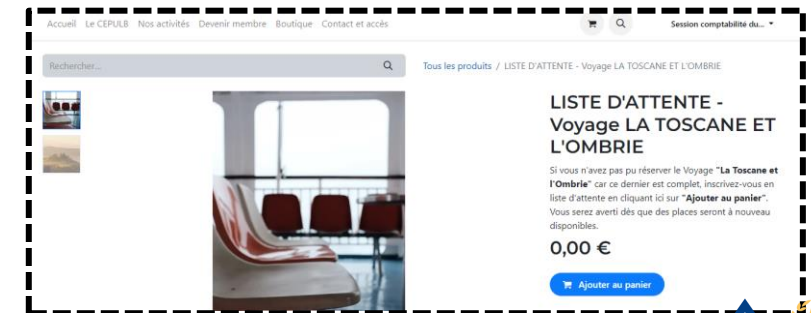 Accueil Le CEPULB Nos activités Devenir membre Boutique Contact et accès
Session comptabilité du...
Rechercher...
Tous les produits / LISTE D'ATTENTE - Voyage LA TOSCANE ET L'OMBRIE
LISTE D'ATTENTE -
Voyage LA TOSCANE ET
L'OMBRIE
Si vous n'avez pas pu réserver le Voyage "La Toscane et
l'Ombrie" car ce dernier est complet, inscrivez-vous en
liste d'attente en cliquant ici sur "Ajouter au panier".
Vous serez averti dès que des places seront à nouveau
disponibles.
0,00 €
Ajouter au panier